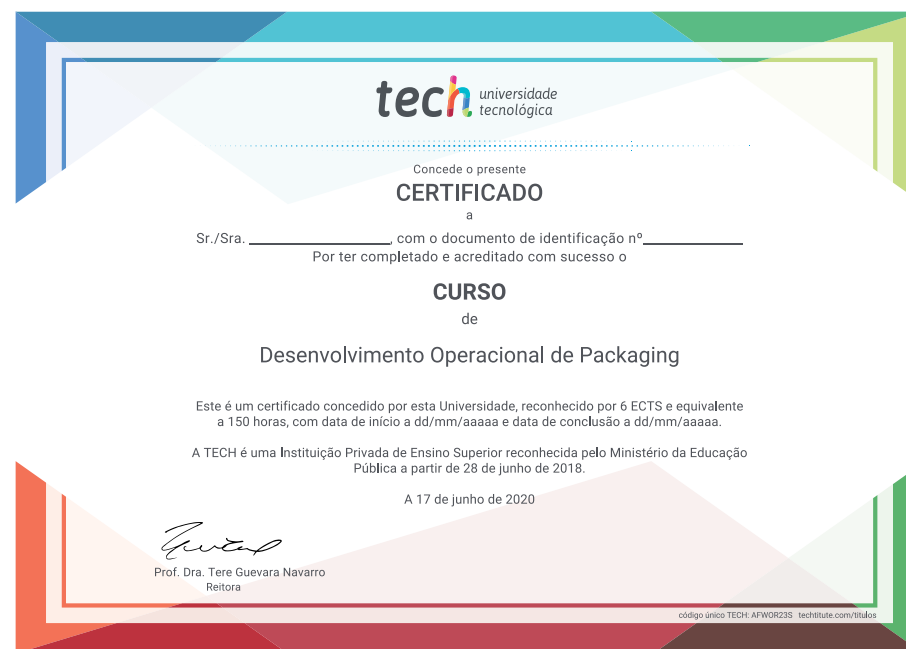 tech universidade
tecnológica
Concede o presente
CERTIFICADO
a
Sr./Sra. ____________________, com o documento de identificação nº______________
Por ter completado e acreditado com sucesso o
CURSO
de
Desenvolvimento Operacional de Packaging
Este é um certificado concedido por esta Universidade, reconhecido por 6 ECTS e equivalente
a 150 horas, com data de início a dd/mm/aaaaa e data de conclusão a dd/mm/aaaaa.
A TECH é uma Instituição Privada de Ensino Superior reconhecida pelo Ministério da Educação
Pública a partir de 28 de junho de 2018.
A 17 de junho de 2020
Prof. Dra. Tere Guevara Navarro
Reitora
código único TECH: AFWOR23S techtitute.com/titulos